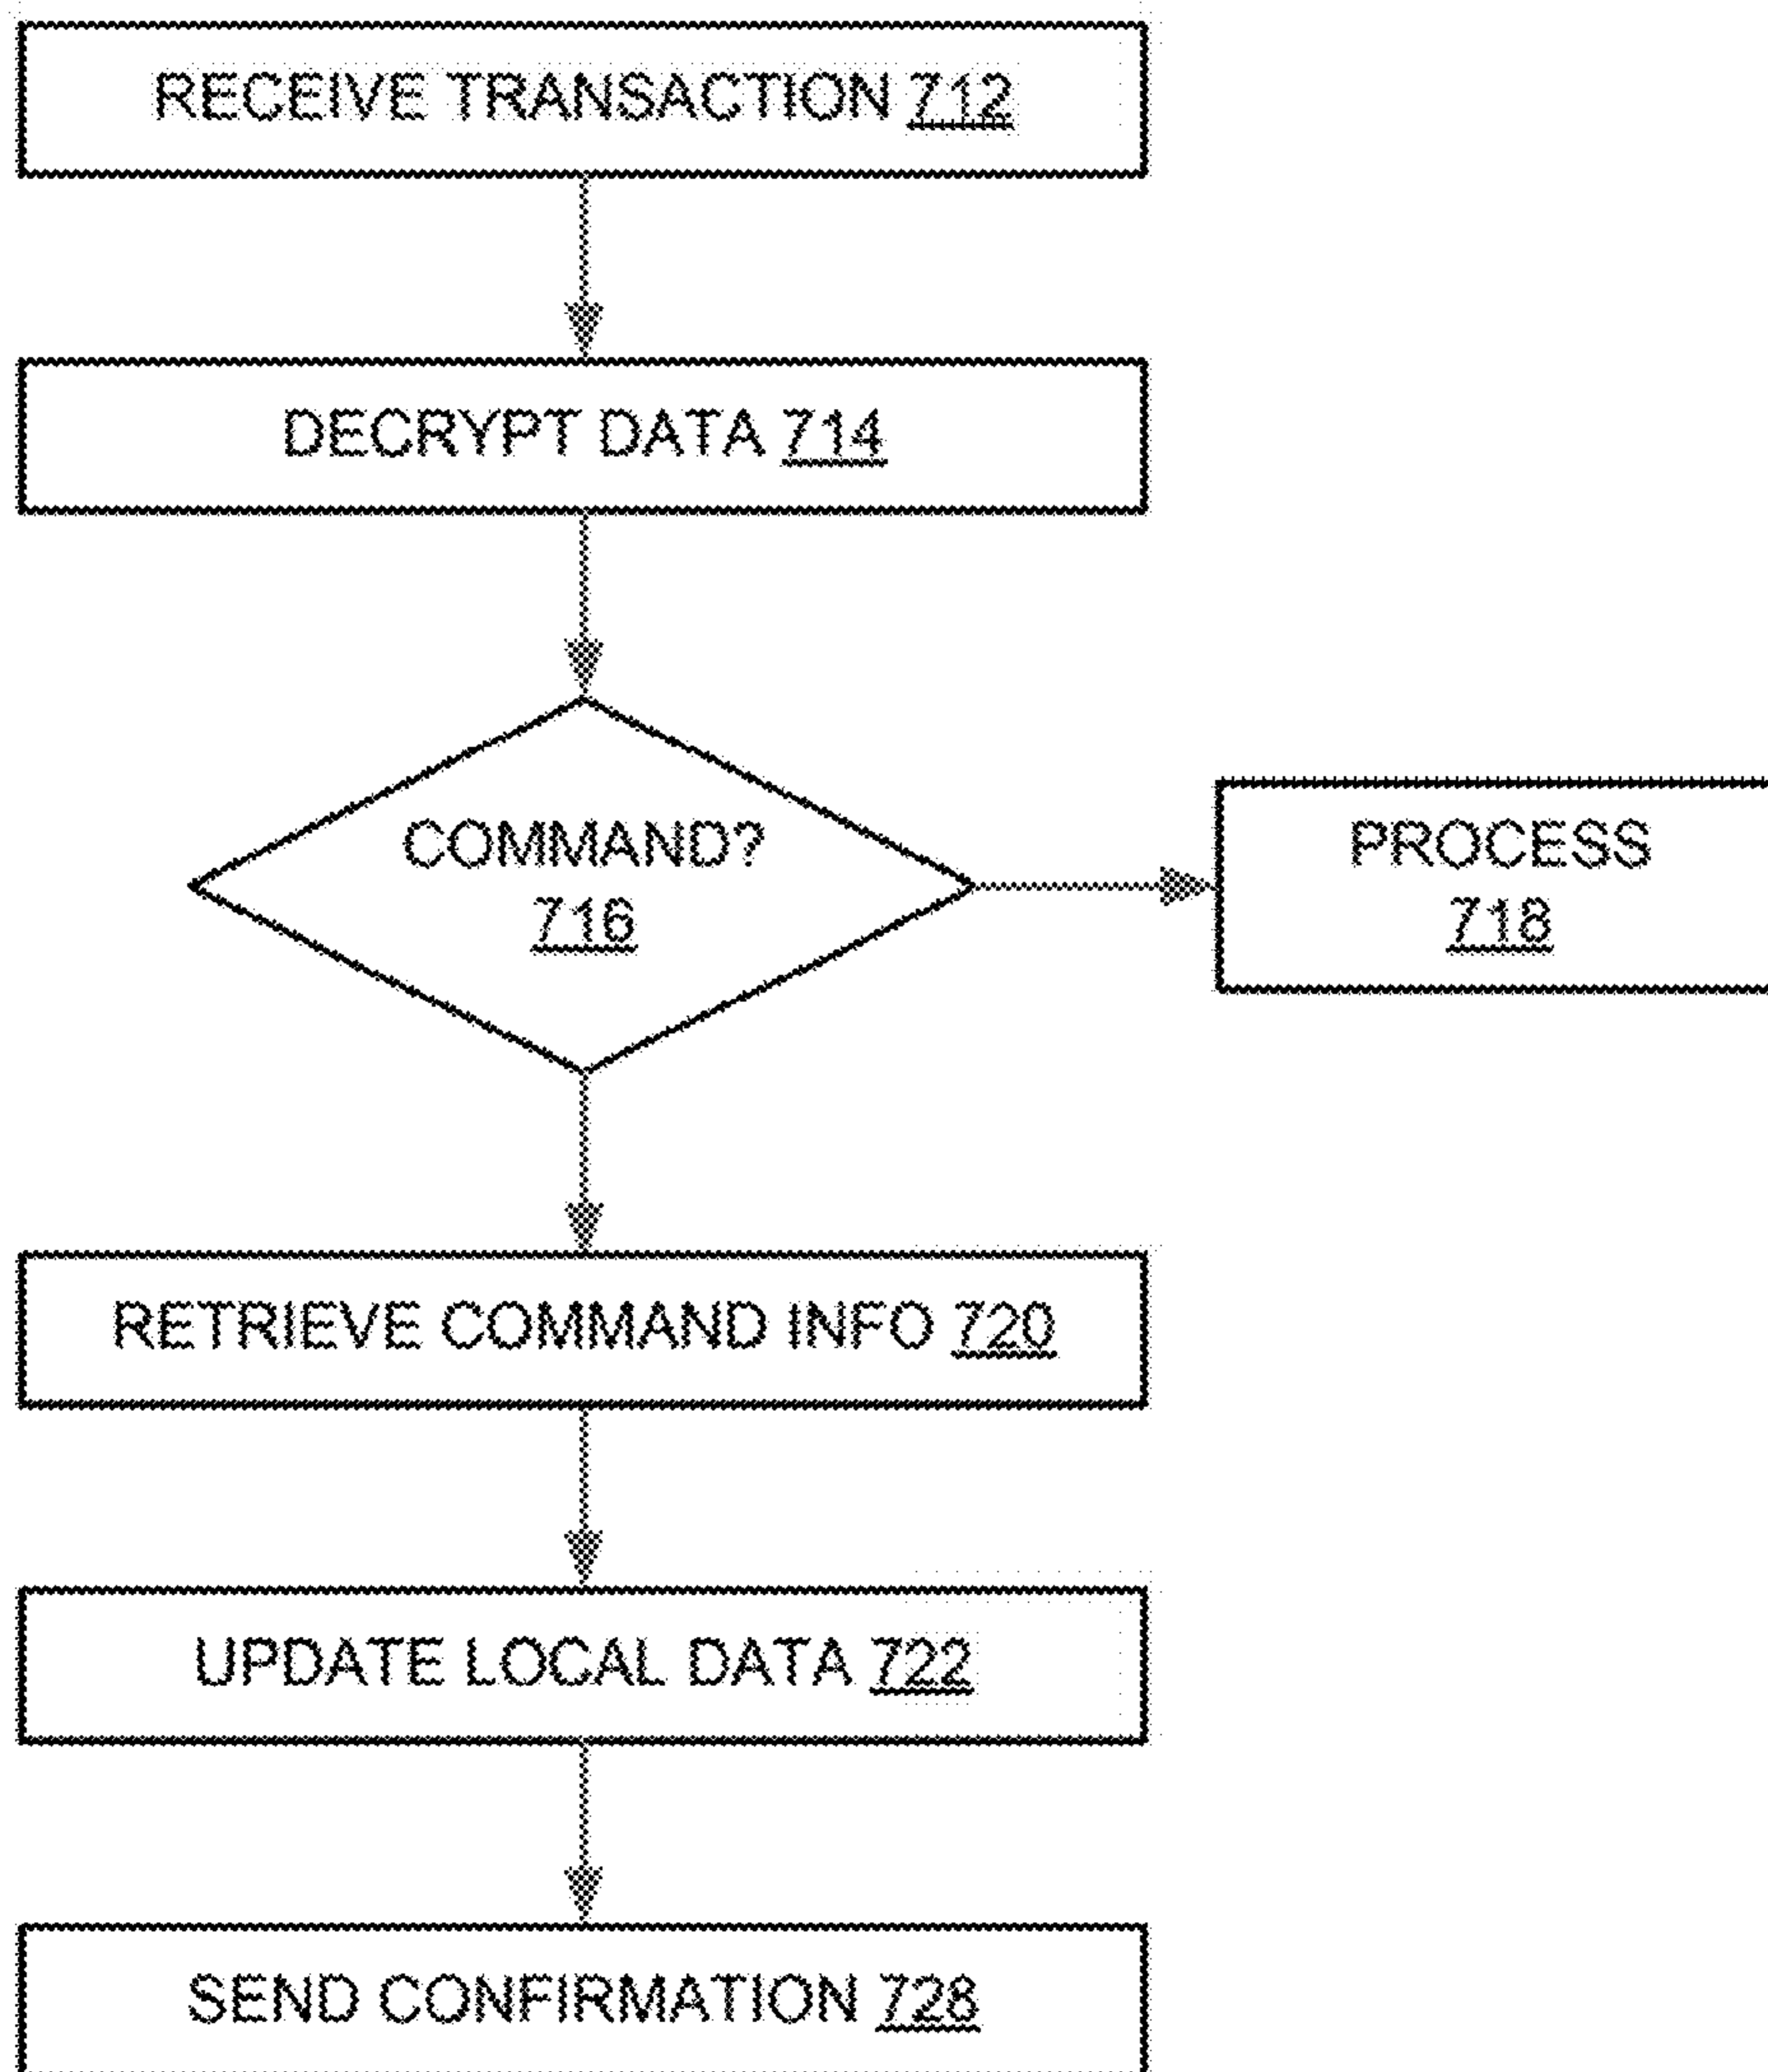 RECEIVE TRANSACTION 712
DECRYPT DATA 714
COMMAND?
716
PROCESS
718
RETRIEVE COMMAND INFO 720
UPDATE LOCAL DATA 722
SEND CONFIRMATION 728